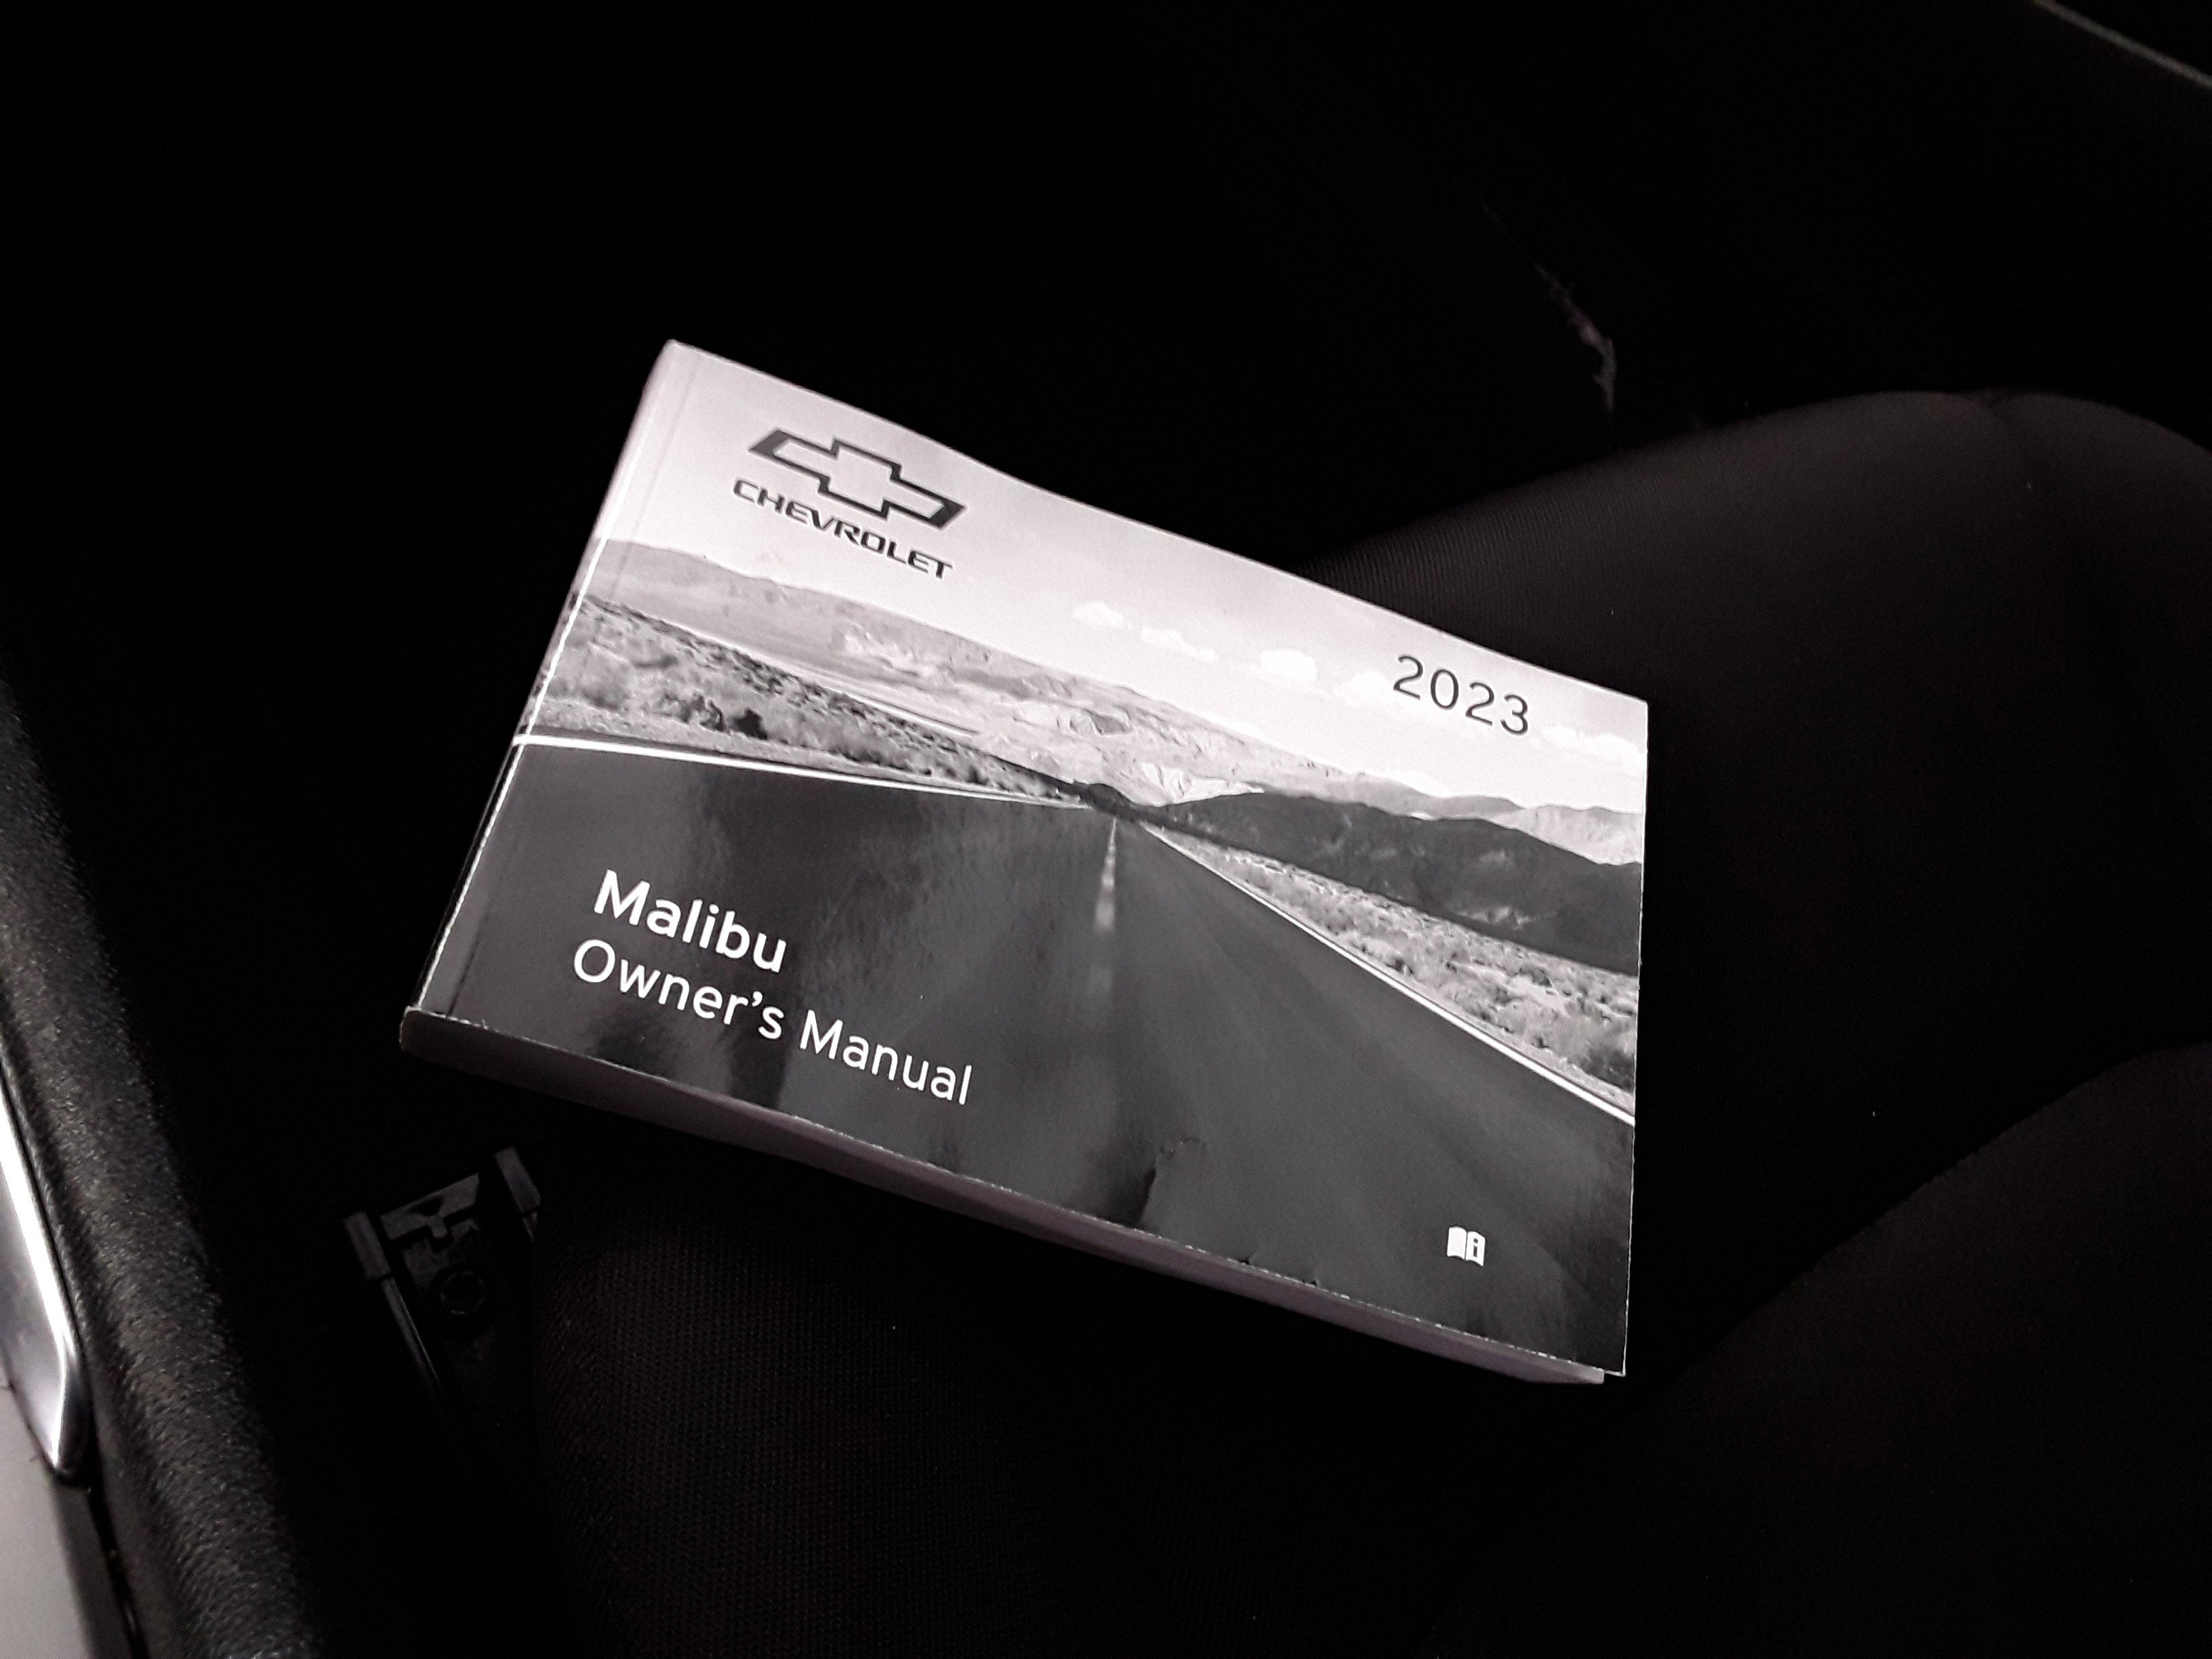 CHEVROLET
2023
Malibu
Owner's Manual